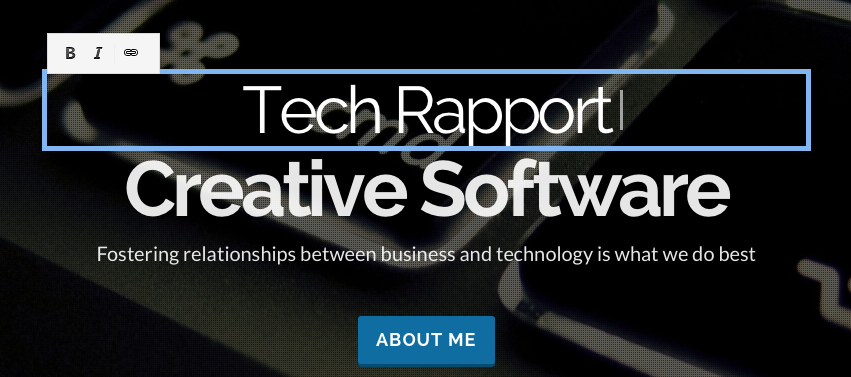 B I
Tech Rapport
Creative Software
Fostering relationships between business and technology is what we do best
ABOUT ME